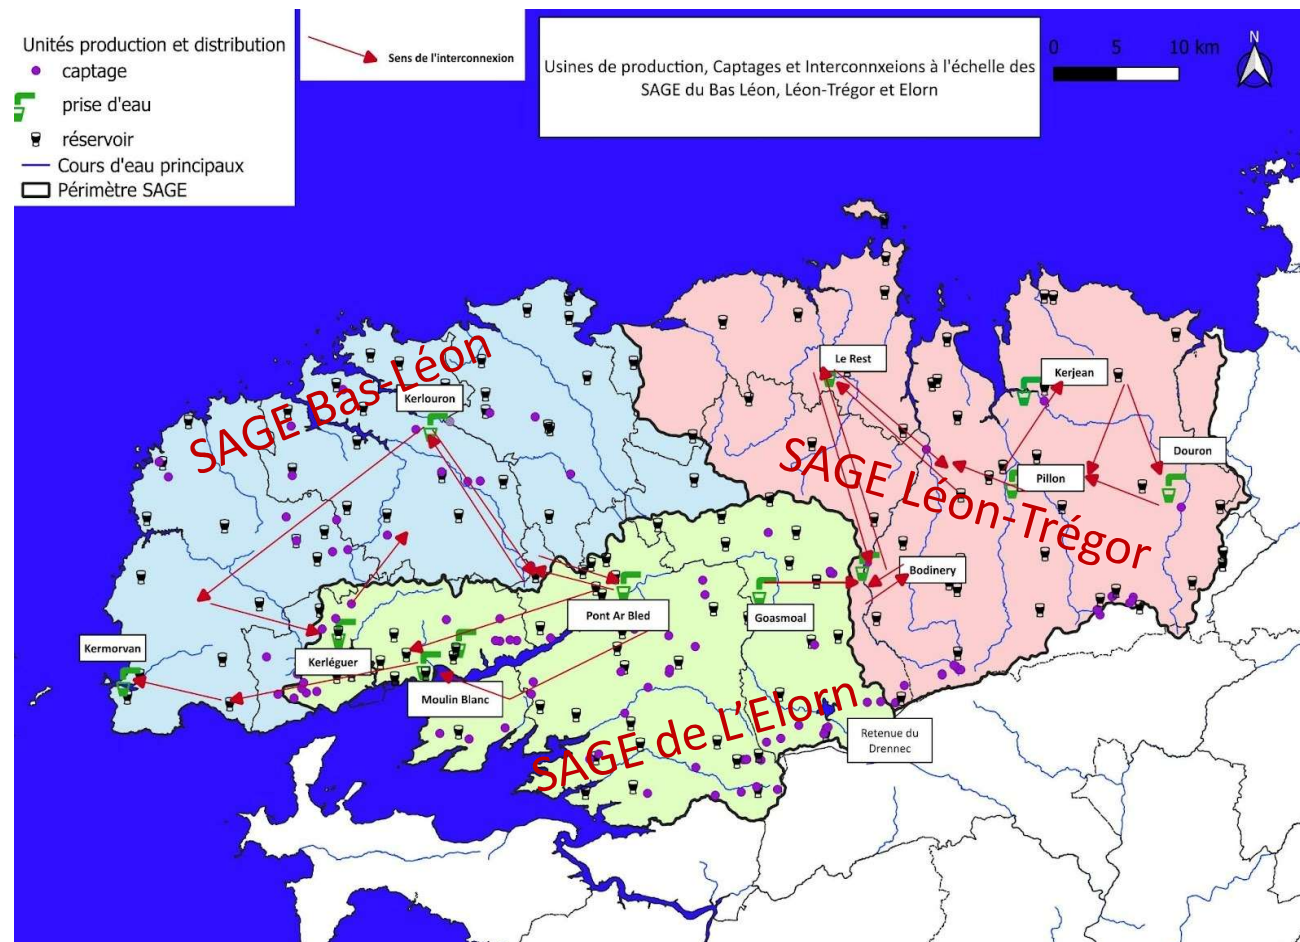 Unités production et distribution
captage
prise d'eau
réservoir
Cours d'eau principaux
Périmètre SAGE
Sens de l'interconnexion
Usines de production, Captages et Interconnxeions à l'échelle des
SAGE du Bas Léon, Léon-Trégor et Elorn
0 5 10 km
N
SAGE Bas-Léon
Kerlouron
Le Rest
Kerjean
SAGE Léon-Trégor
Douron
Pillon
Bodinery
Pont Ar Bled
Goasmoal
Kermorvan
Kerléguer
Moulin Blanc
SAGE de L'Elorn
Retenue du
Drennec